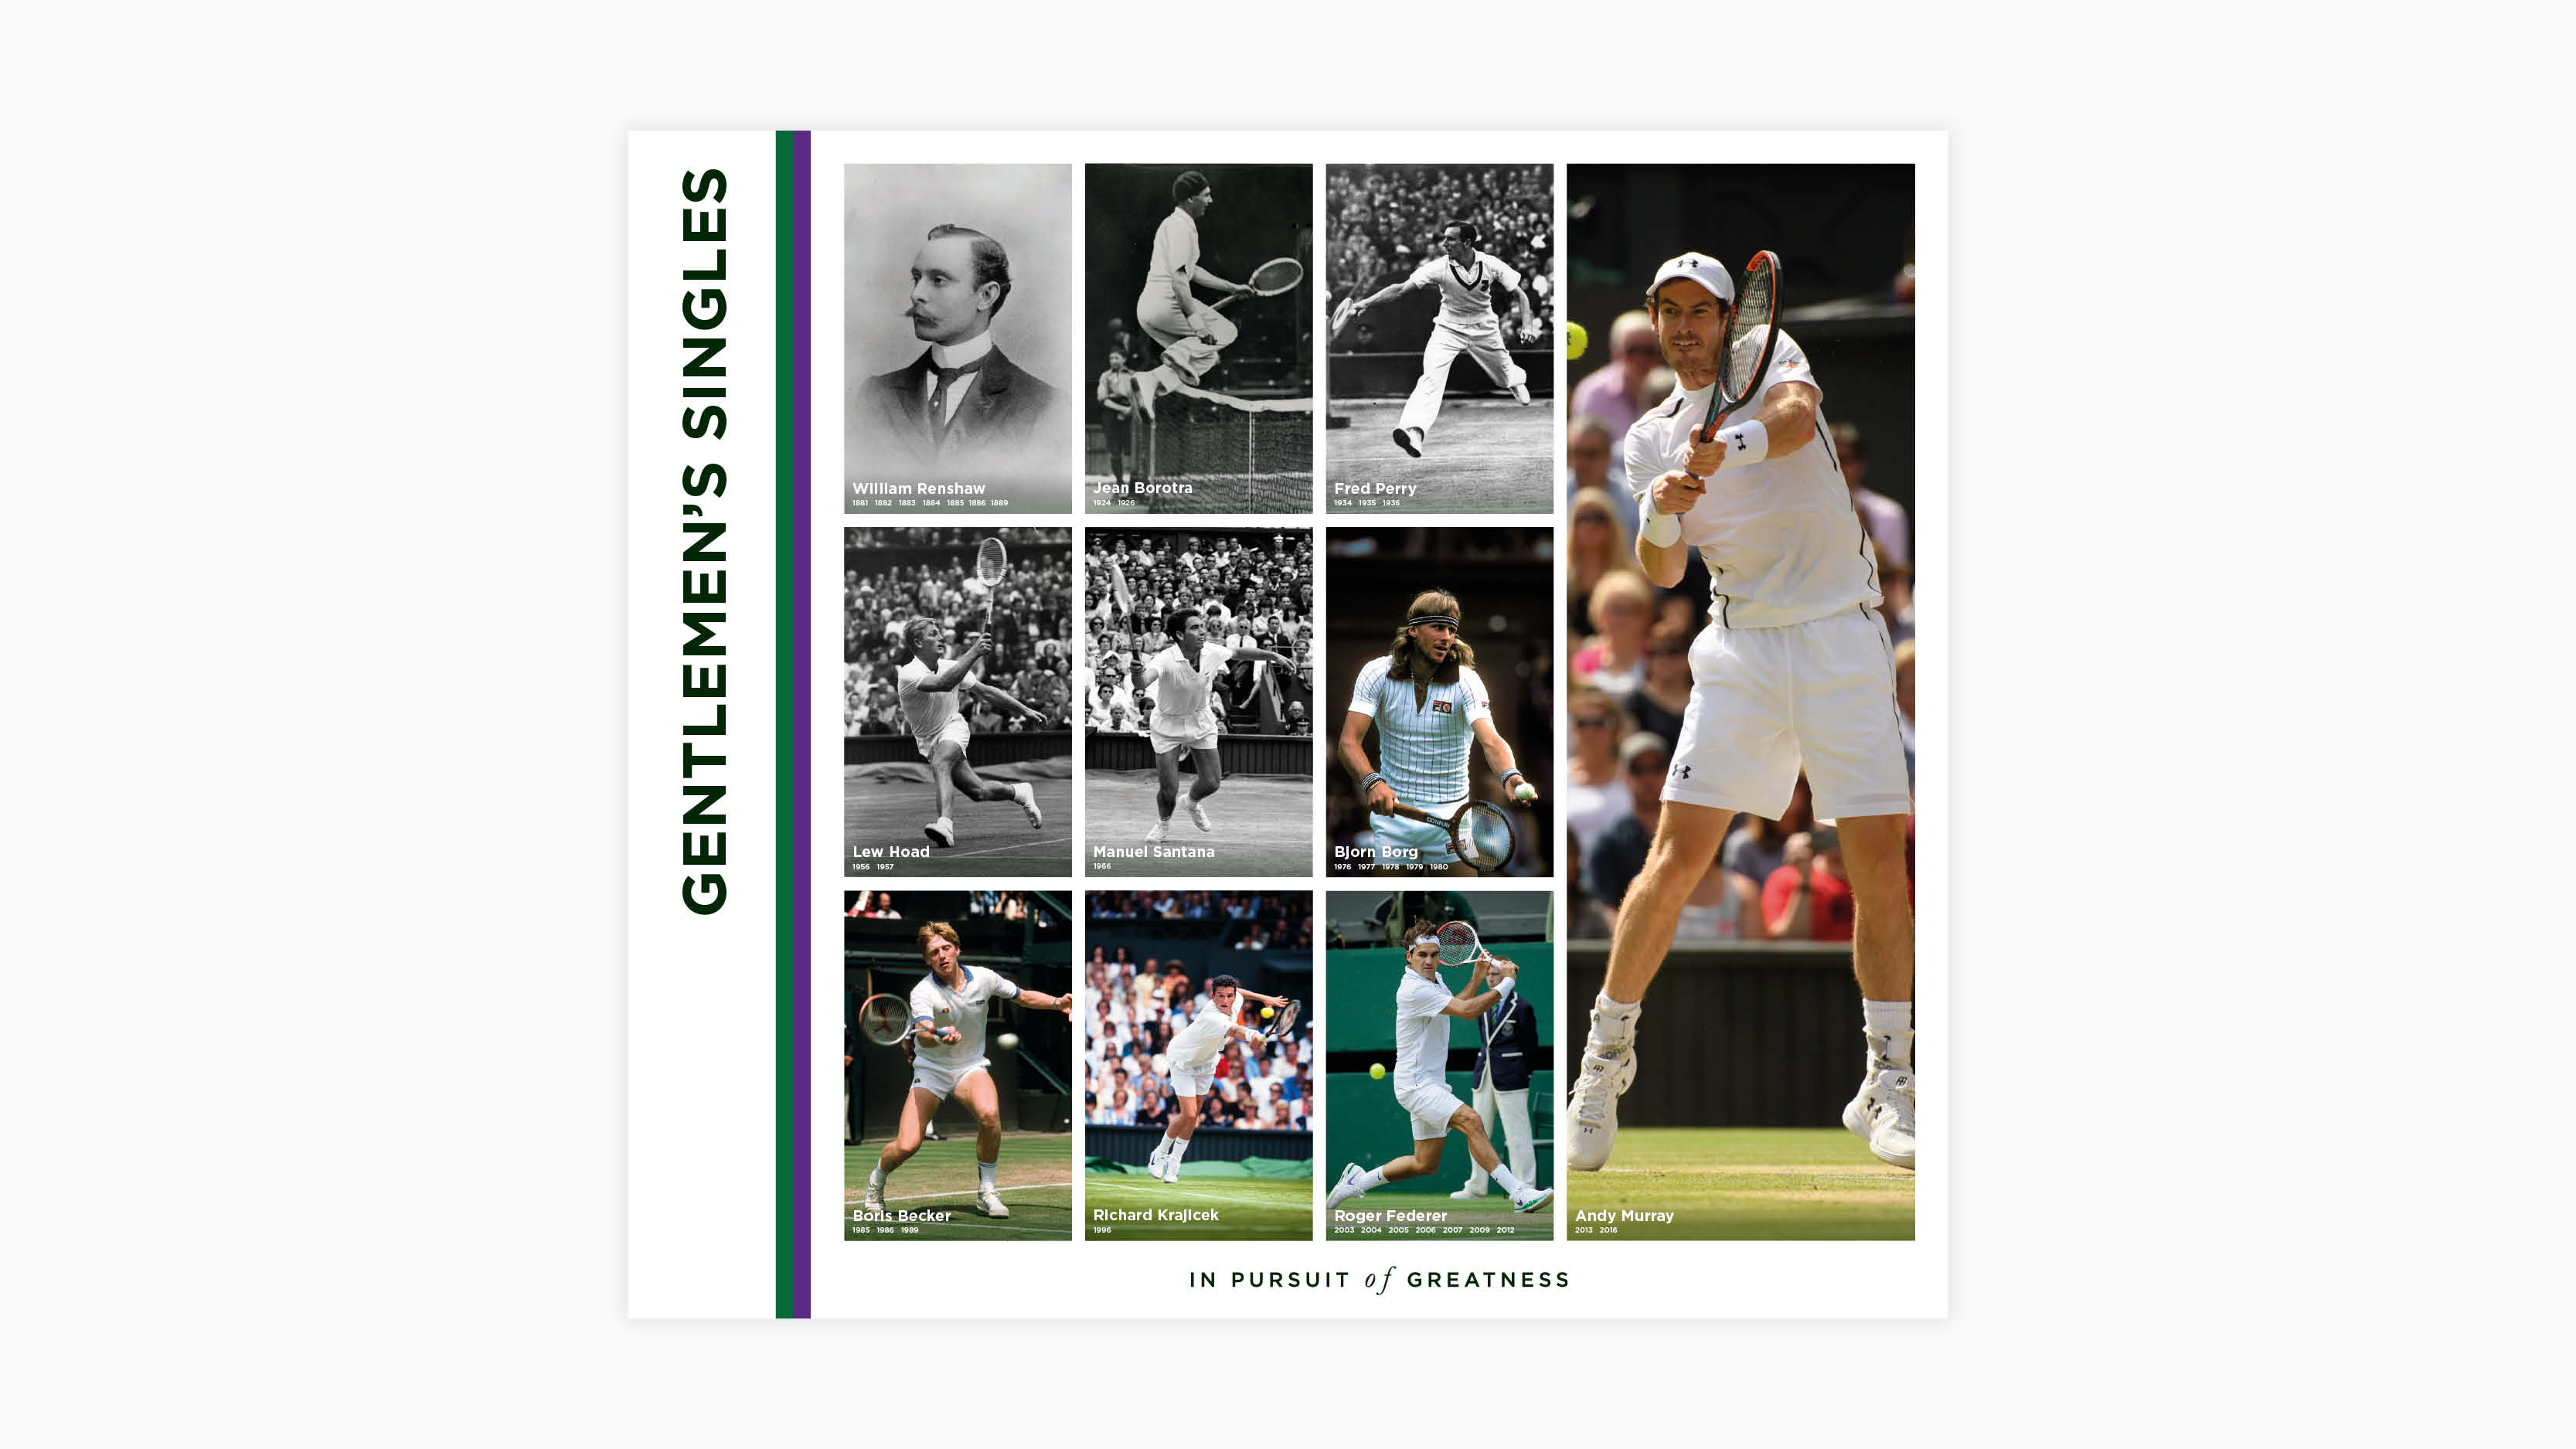 GENTLEMEN'S SINGLES
William Renshaw
1881 1882 1883 1884 1885 1886 1889
Jean Borotra
1924 1926
Fred Perry
1934 1935 1936
Lew Hoad
1956 1957
Manuel Santana
1966
Bjorn Borg
1976 1977 1978 1979 1980
DONNAY
Boris Becker
1985 1986 1989
Richard Krajicek
1996
Roger Federer
2003 2004 2005 2006 2007 2009 2012
Andy Murray
2013 2016
IN PURSUIT of GREATNESS